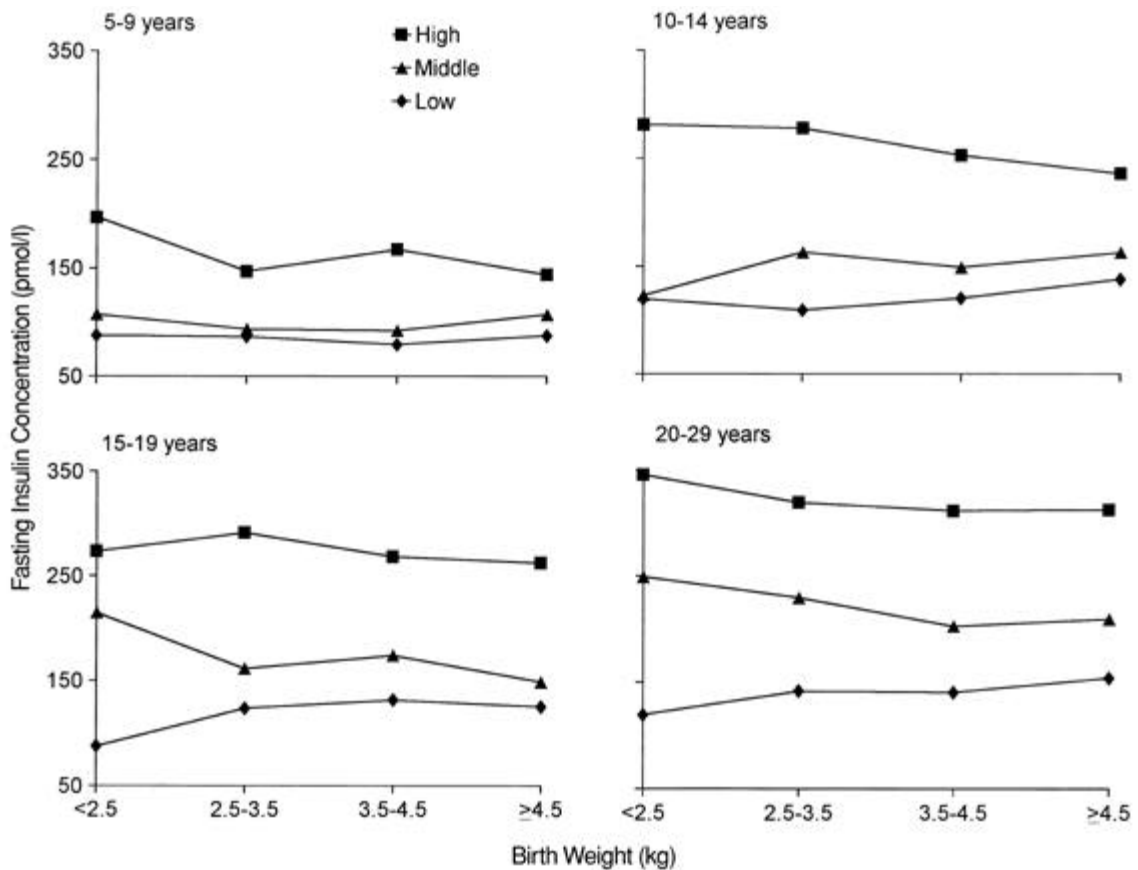 5-9 years
High
Middle
Low
350
250
150
50
10-14 years
15-19 years
350
250
150
50
<2.5
2.5-3.5
3.5-4.5
≥4.5
20-29 years
<2.5
2.5-3.5
3.5-4.5
≥4.5
Fasting Insulin Concentration (pmol/l)
Birth Weight (kg)